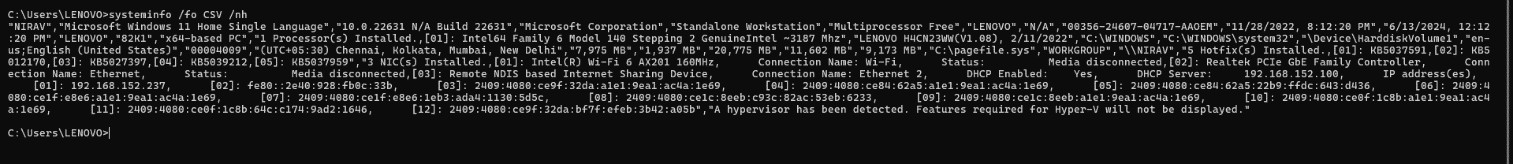 C:\Users\LENOVO>systeminfo /fo CSV /nh
"NIRAV","Microsoft Windows 11 Home Single Language","10.0.22631 N/A Build 22631","Microsoft Corporation","Standalone Workstation","Multiprocessor Free","LENOVO","N/A","00356-24607-04717-AAOEM","11/28/2022, 8:12:20 PM","6/13/2024, 12:12
:20 PM","LENOVO","82K1","x64-based PC","1 Processor(s) Installed.,[01]: Intel64 Family 6 Model 140 Stepping 2 GenuineIntel ~3187 Mhz","LENOVO H4CN23WW(V1.08), 2/11/2022","C:\WINDOWS","C:\WINDOWS\system32","\Device\HarddiskVolume1","en-
us;English (United States)","00004009","(UTC+05:30) Chennai, Kolkata, Mumbai, New Delhi","7,975 MB","1,937 MB","20,775 MB","11,602 MB","9,173 MB","C:\pagefile.sys","WORKGROUP","\\NIRAV","5 Hotfix(s) Installed.,[01]: KB5037591,[02]: KB5
012170,[03]: KB5027397,[04]: KB5039212,[05]: KB5037959","3 NIC(s) Installed.,[01]: Intel(R) Wi-Fi 6 AX201 160MHz,      Connection Name: Wi-Fi,      Status:          Media disconnected,[02]: Realtek PCIe GbE Family Controller,      Conn
ection Name: Ethernet,      Status:          Media disconnected,[03]: Remote NDIS based Internet Sharing Device,      Connection Name: Ethernet 2,      DHCP Enabled:    Yes,      DHCP Server:     192.168.152.100,      IP address(es),
    [01]: 192.168.152.237,      [02]: fe80::2e40:928:fb0c:33b,      [03]: 2409:4080:ce9f:32da:a1e1:9ea1:ac4a:1e69,      [04]: 2409:4080:ce84:62a5:a1e1:9ea1:ac4a:1e69,      [05]: 2409:4080:ce84:62a5:22b9:ffdc:643:d436,      [06]: 2409:4
080:ce1f:e8e6:a1e1:9ea1:ac4a:1e69,      [07]: 2409:4080:ce1f:e8e6:1eb3:ada4:1130:5d5c,      [08]: 2409:4080:ce1c:8eeb:c93c:82ac:53eb:6233,      [09]: 2409:4080:ce1c:8eeb:a1e1:9ea1:ac4a:1e69,      [10]: 2409:4080:ce0f:1c8b:a1e1:9ea1:ac4
a:1e69,      [11]: 2409:4080:ce0f:1c8b:64c:c174:9ad2:1646,      [12]: 2409:4080:ce9f:32da:bf7f:efeb:3b42:a05b","A hypervisor has been detected. Features required for Hyper-V will not be displayed."
C:\Users\LENOVO>